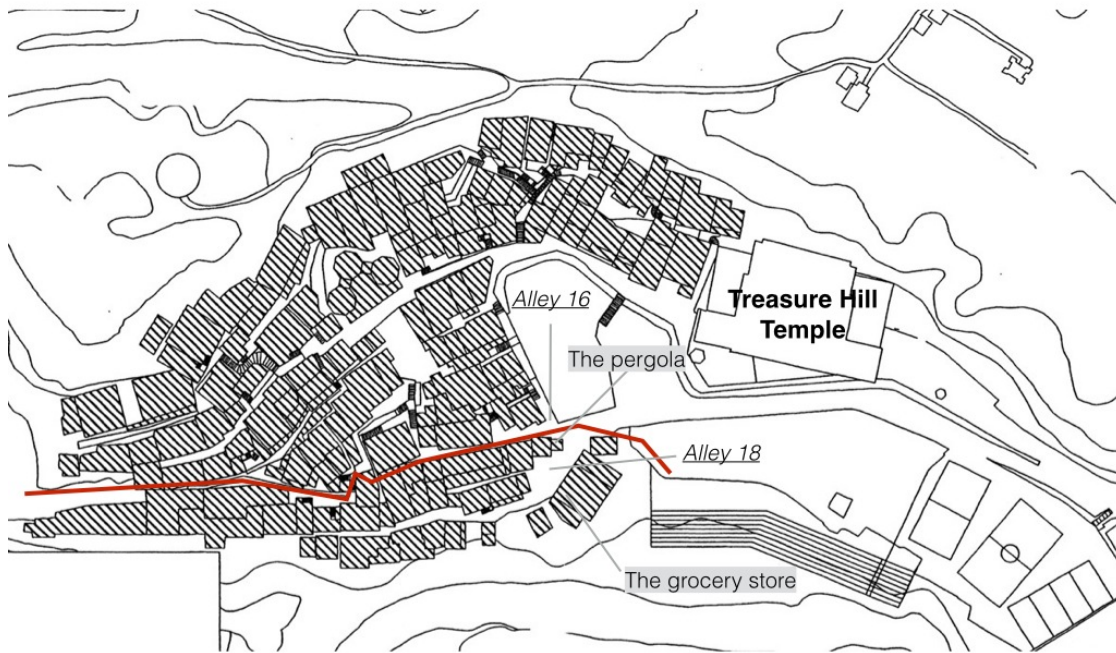 Alley 16
Treasure Hill
Temple
The pergola
Alley 18
The grocery store